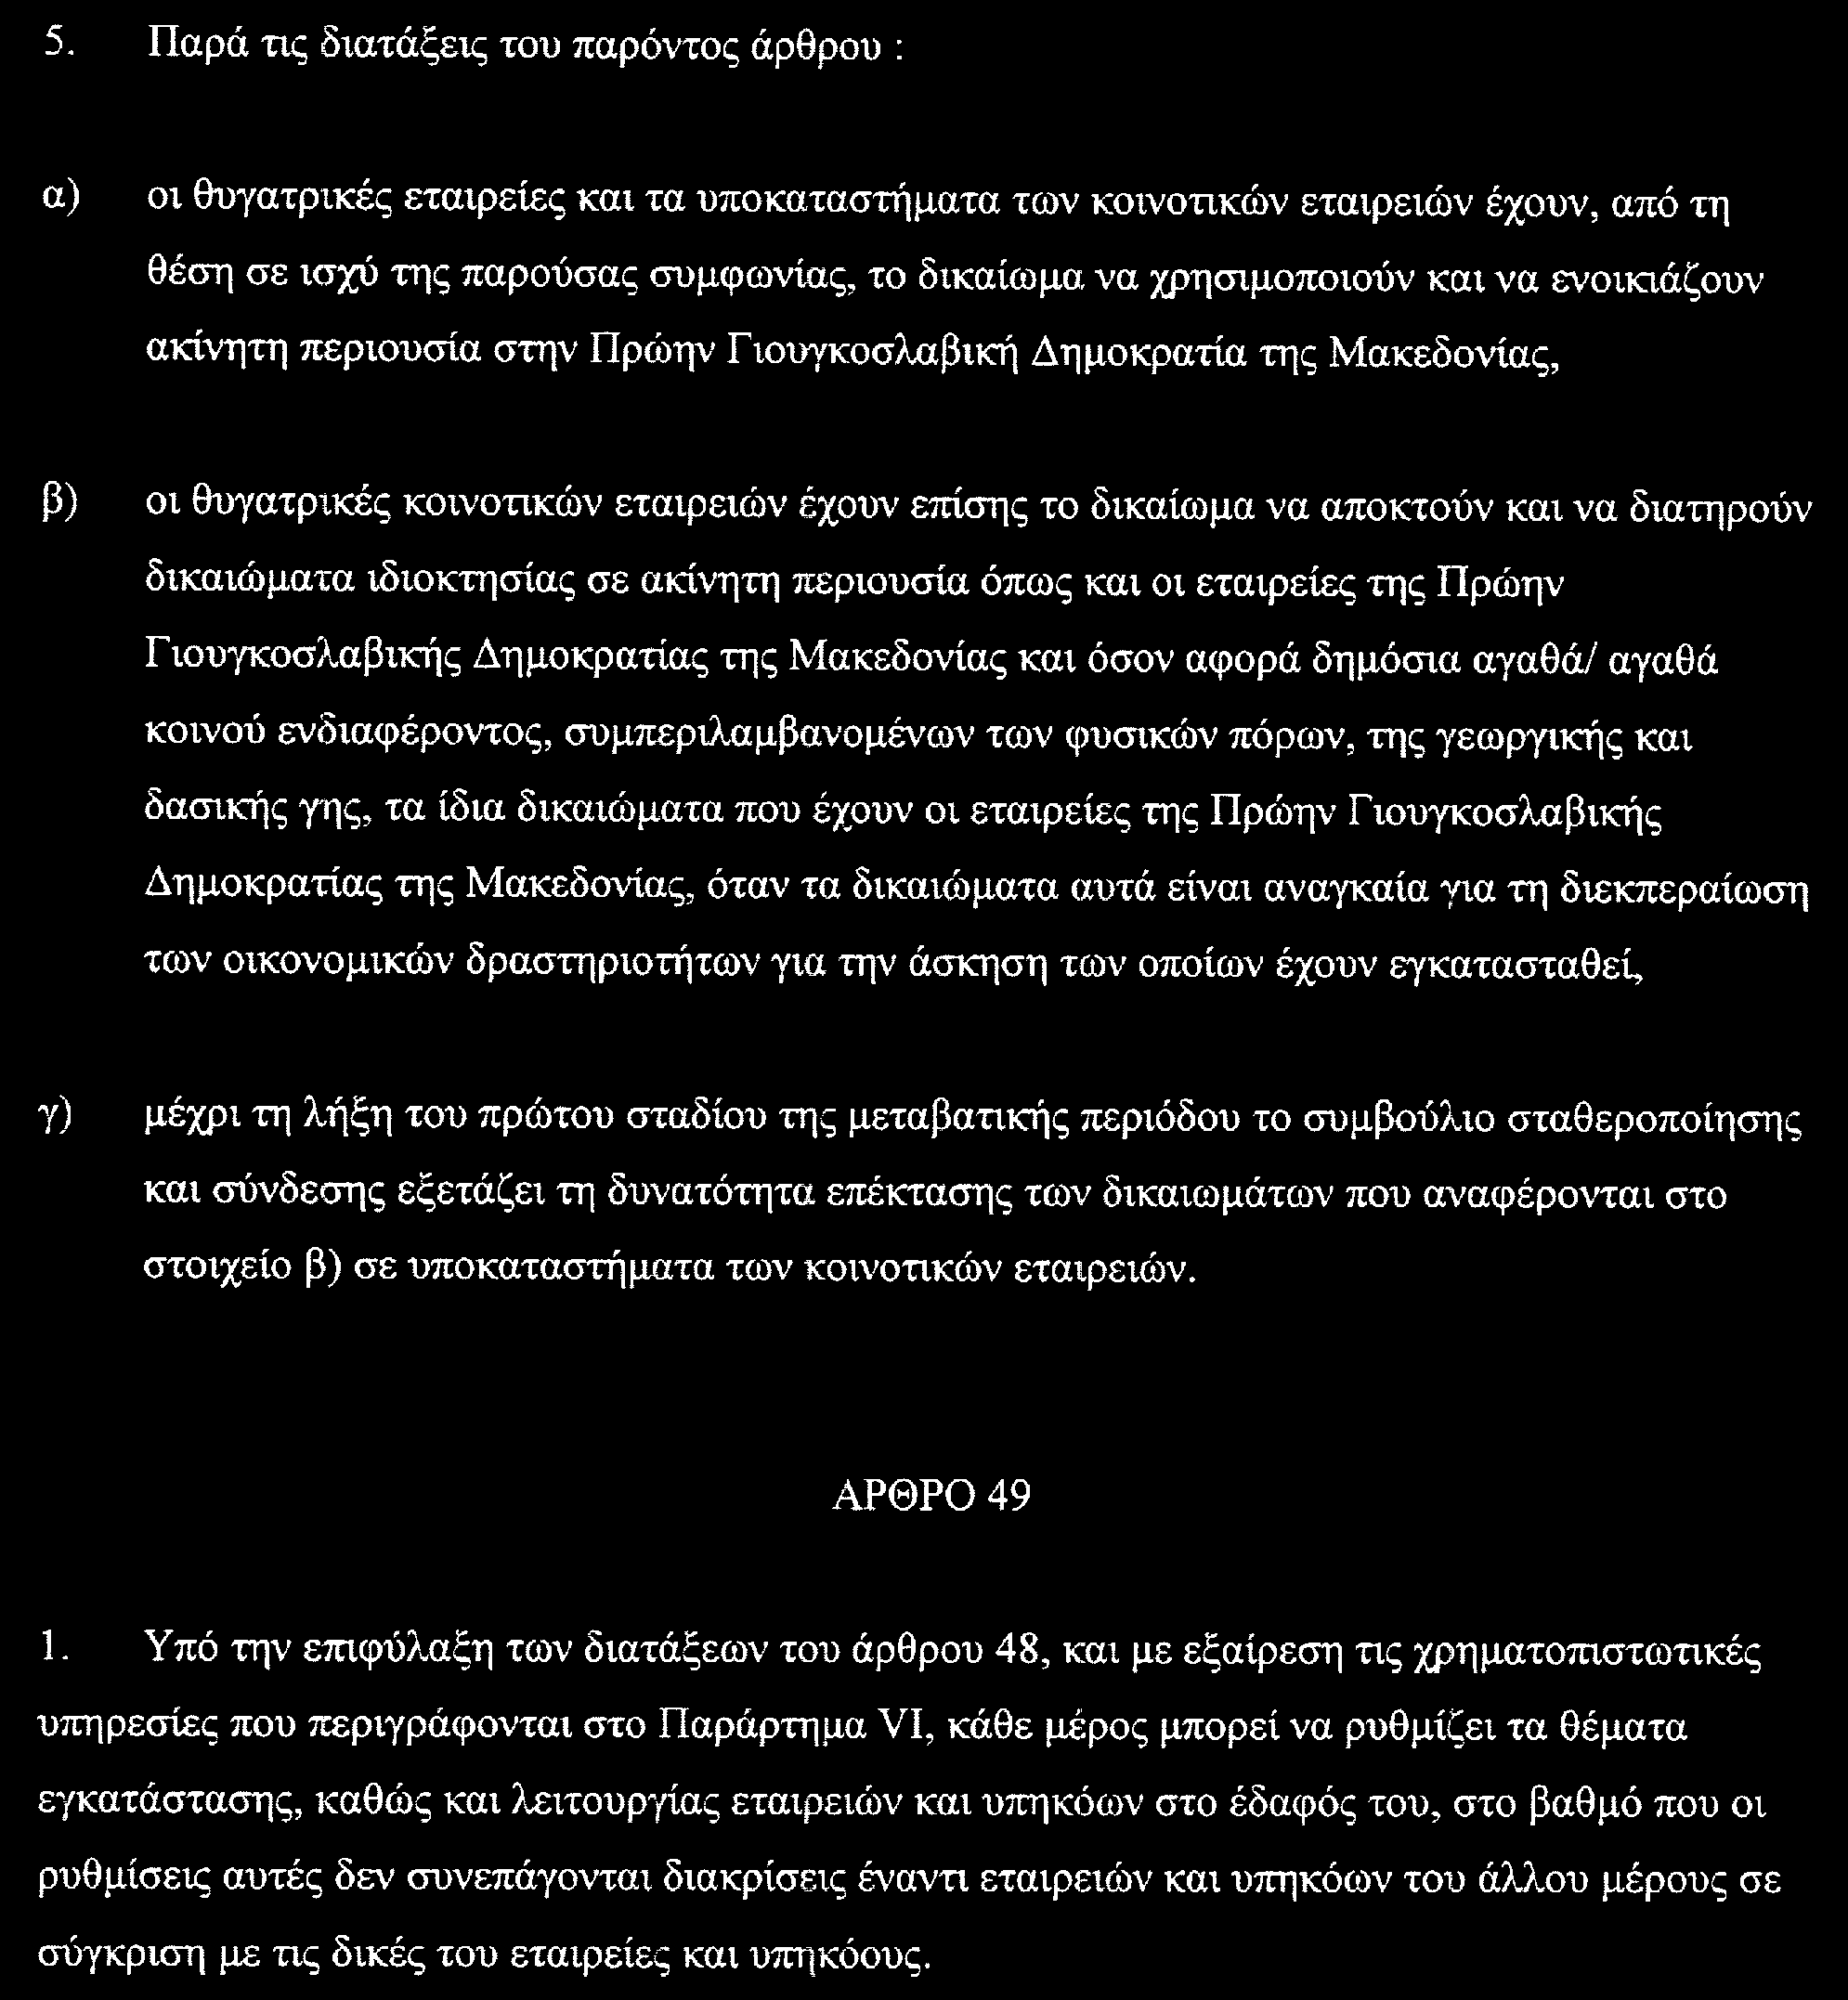 5. Παρά τις διατάξεις του παρόντος άρθρου :
α) οι θυγατρικές εταιρείες και τα υποκαταστήματα των κοινοτικών εταιρειών έχουν, από τη
θέση σε ισχύ της παρούσας συμφωνίας, το δικαίωμα να χρησιμοποιούν και να ενοικιάζουν
ακίνητη περιουσία στην Πρώην Γιουγκοσλαβική Δημοκρατία της Μακεδονίας,
β) οι θυγατρικές κοινοτικών εταιρειών έχουν επίσης το δικαίωμα να αποκτούν και να διατηρούν
δικαιώματα ιδιοκτησίας σε ακίνητη περιουσία όπως και οι εταιρείες της Πρώην
Γιουγκοσλαβικής Δημοκρατίας της Μακεδονίας και όσον αφορά δημόσια αγαθά/ αγαθά
κοινού ενδιαφέροντος, συμπεριλαμβανομένων των φυσικών πόρων, της γεωργικής και
δασικής γης, τα ίδια δικαιώματα που έχουν οι εταιρείες της Πρώην Γιουγκοσλαβικής
Δημοκρατίας της Μακεδονίας, όταν τα δικαιώματα αυτά είναι αναγκαία για τη διεκπεραίωση
των οικονομικών δραστηριοτήτων για την άσκηση των οποίων έχουν εγκατασταθεί,
γ) μέχρι τη λήξη του πρώτου σταδίου της μεταβατικής περιόδου το συμβούλιο σταθεροποίησης
και σύνδεσης εξετάζει τη δυνατότητα επέκτασης των δικαιωμάτων που αναφέρονται στο
στοιχείο β) σε υποκαταστήματα των κοινοτικών εταιρειών.
ΑΡΘΡΟ 49
1. Υπό την επιφύλαξη των διατάξεων του άρθρου 48, και με εξαίρεση τις χρηματοπιστωτικές
υπηρεσίες που περιγράφονται στο Παράρτημα VI, κάθε μέρος μπορεί να ρυθμίζει τα θέματα
εγκατάστασης, καθώς και λειτουργίας εταιρειών και υπηκόων στο έδαφός του, στο βαθμό που οι
ρυθμίσεις αυτές δεν συνεπάγονται διακρίσεις έναντι εταιρειών και υπηκόων του άλλου μέρους σε
σύγκριση με τις δικές του εταιρείες και υπηκόους.